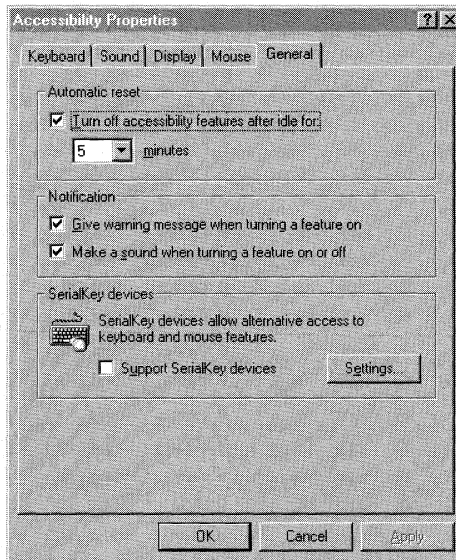 Accessibility Properties ? X
Keyboard Sound Display Mouse General
Automatic reset
Turn off accessibility features after idle for:
5 minutes
Notification
Give warning message when turning a feature on
Make a sound when turning a feature on or off
SerialKey devices
SerialKey devices allow alternative access to
keyboard and mouse features.
Support SerialKey devices Settings...
OK Cancel Apply